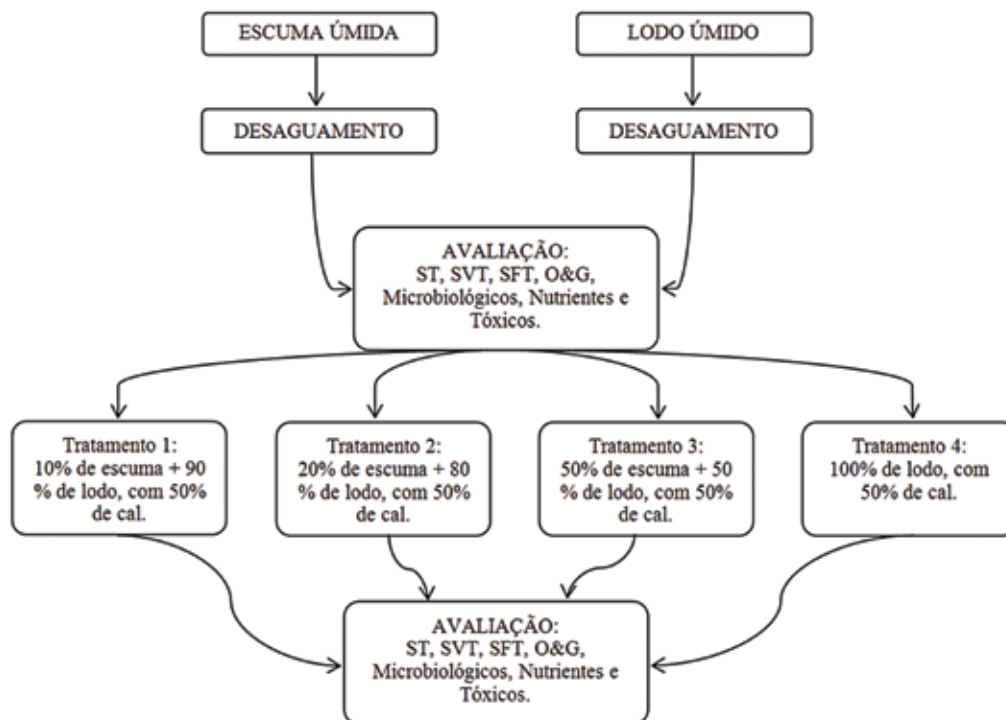 ESCUMA ÚMIDA
LODO ÚMIDO
DESAGUAMENTO
DESAGUAMENTO
AVALIAÇÃO:
ST, SVT, SFT, O&G,
Microbiológicos, Nutrientes e
Tóxicos.
Tratamento 1:
10% de escuma + 90
% de lodo, com 50%
de cal.
Tratamento 2:
20% de escuma + 80
% de lodo, com 50%
de cal.
Tratamento 3:
50% de escuma + 50
% de lodo, com 50%
de cal.
Tratamento 4:
100% de lodo, com
50% de cal.
AVALIAÇÃO:
ST, SVT, SFT, O&G,
Microbiológicos, Nutrientes e
Tóxicos.